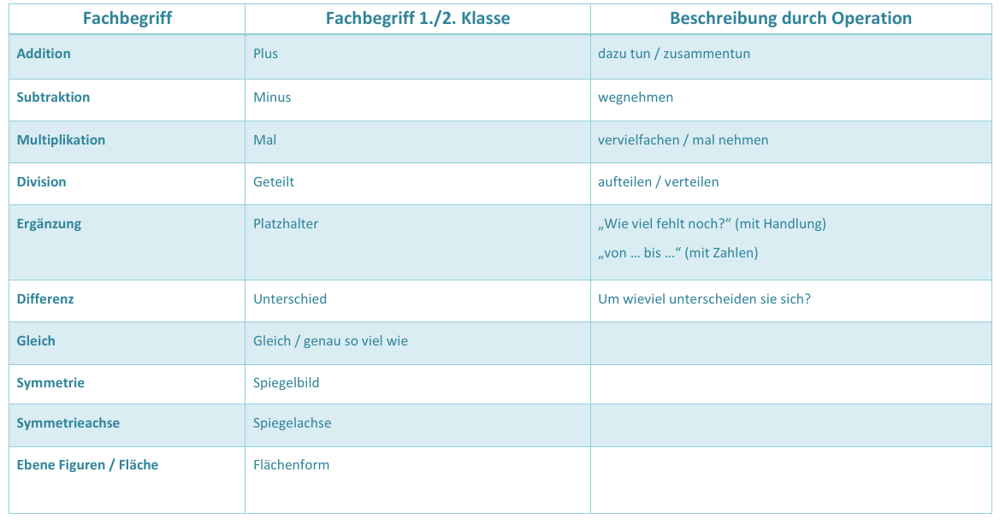 Fachbegriff Fachbegriff 1./2. Klasse Beschreibung durch Operation
Addition Plus dazu tun / zusammentun
Subtraktion Minus wegnehmen
Multiplikation Mal vervielfachen / mal nehmen
Division Geteilt aufteilen / verteilen
Ergänzung Platzhalter „Wie viel fehlt noch?“ (mit Handlung)
„von … bis …“ (mit Zahlen)
Differenz Unterschied Um wieviel unterscheiden sie sich?
Gleich Gleich / genau so viel wie
Symmetrie Spiegelbild
Symmetrieachse Spiegelachse
Ebene Figuren / Fläche Flächenform